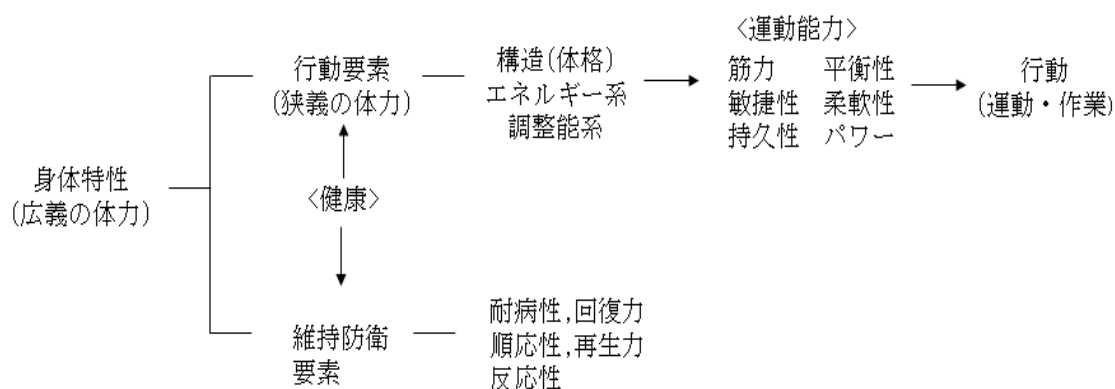 身体特性
(広義の体力)
行動要素
(狭義の体力)
<健康>
維持防衛
要素
構造(体格)
エネルギー系
調整能系
耐病性,回復力
順応性,再生力
反応性
<運動能力>
筋力 平衡性
敏捷性 柔軟性
持久性 パワー
行動
(運動・作業)